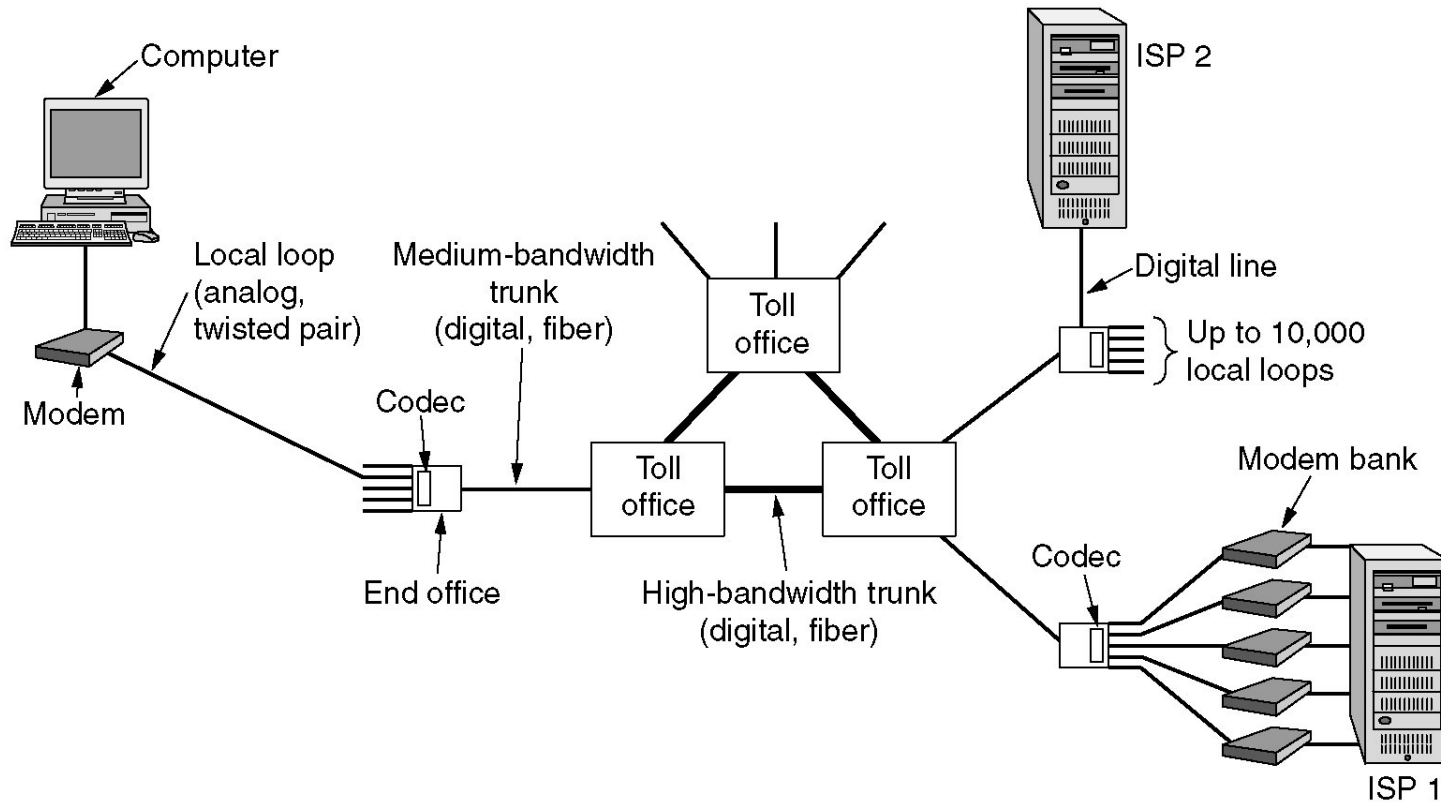 Computer
ISP 2
Local loop
(analog,
twisted pair)
Medium-bandwidth
trunk
(digital, fiber)
Digital line
Toll
office
Up to 10,000
local loops
Modem
Codec
Toll
office
Toll
office
Modem bank
End office
High-bandwidth trunk
(digital, fiber)
Codec
ISP 1